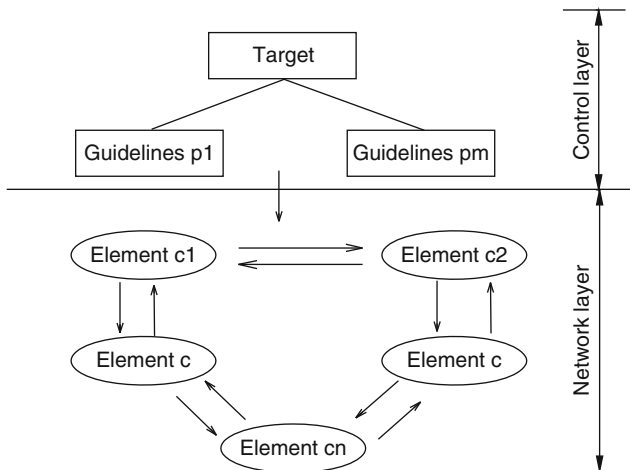 Target
Guidelines p1
Guidelines pm
Control layer
Element c1
Element c2
Element c
Element c
Element cn
Network layer